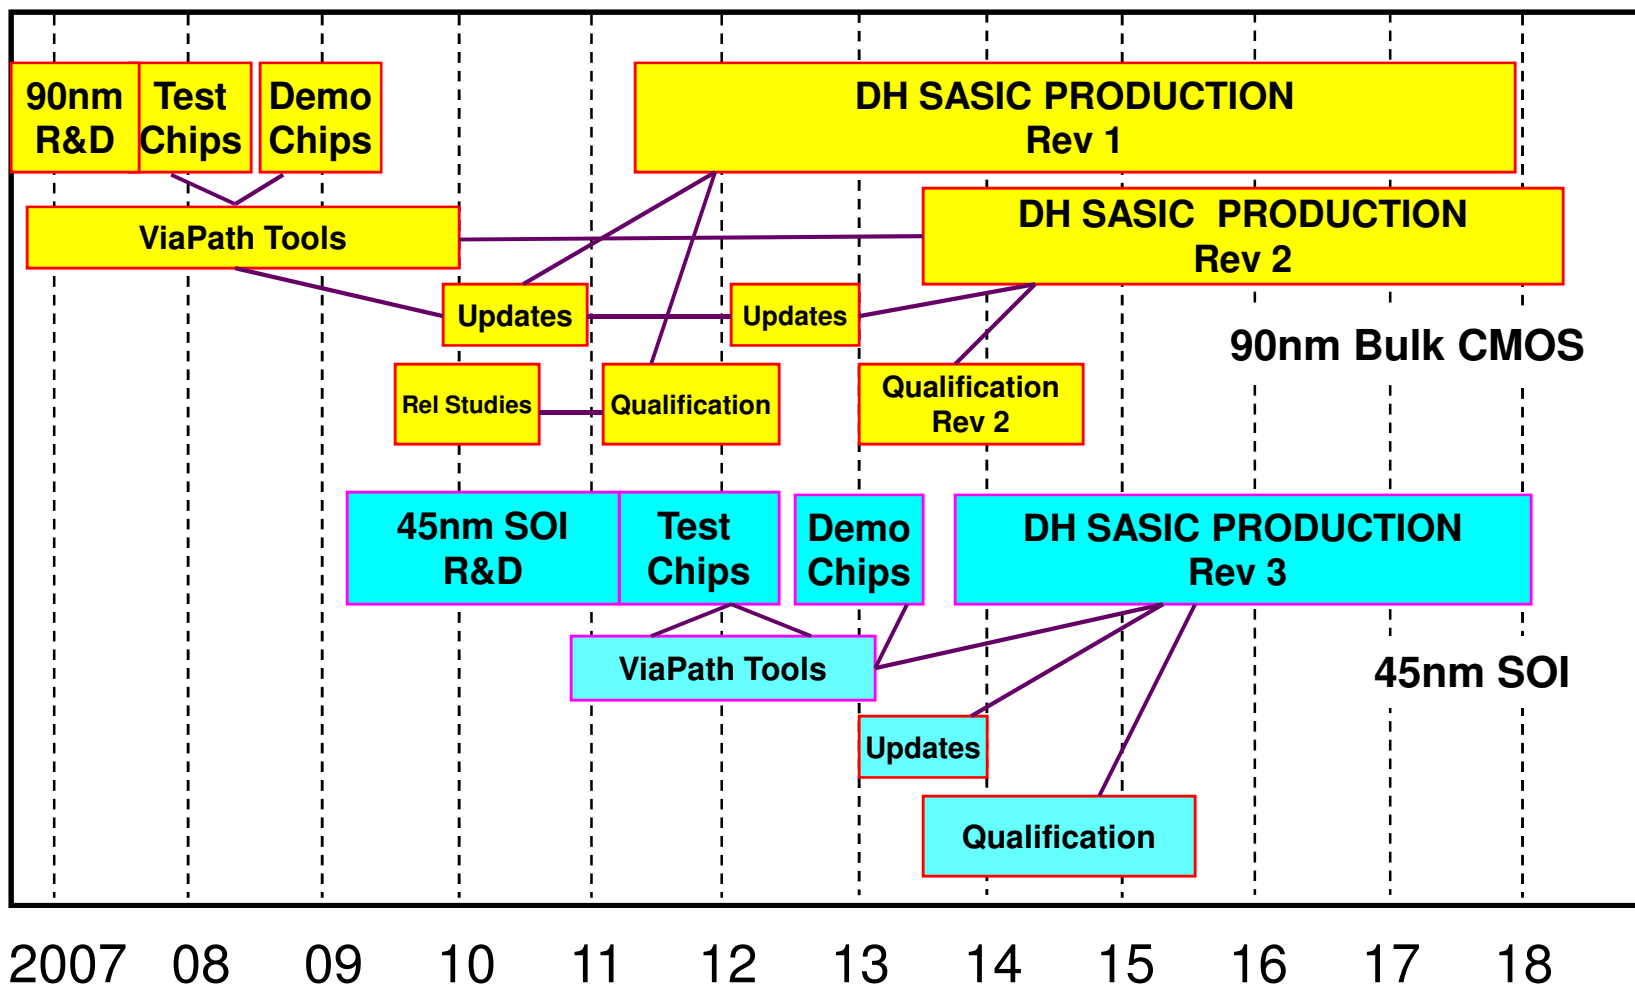 90nm
R&D
Test
Chips
Demo
Chips
DH SASIC PRODUCTION
Rev 1
ViaPath Tools
DH SASIC PRODUCTION
Rev 2
Updates
Updates
90nm Bulk CMOS
Rel Studies
Qualification
Qualification
Rev 2
45nm SOI
R&D
Test
Chips
Demo
Chips
DH SASIC PRODUCTION
Rev 3
ViaPath Tools
45nm SOI
Updates
Qualification
2007 08 09 10 11 12 13 14 15 16 17 18